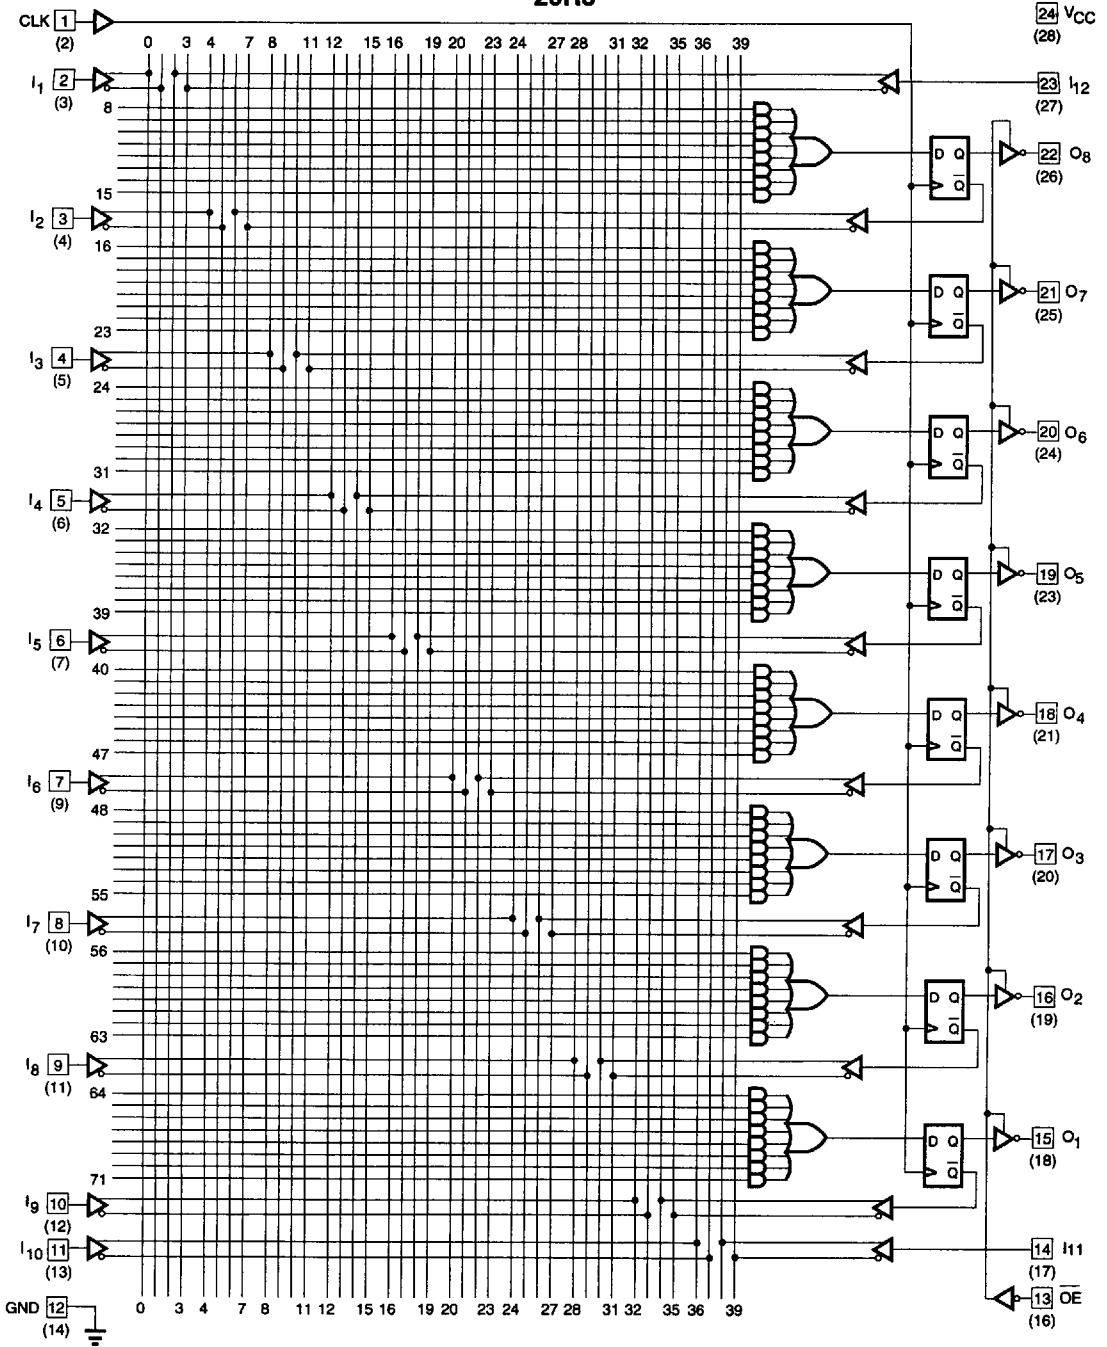 20R8
CLK 1 (2)
24 VCC (28)
0 3 4 7 8 11 12 15 16 19 20 23 24 27 28 31 32 35 36 39
I1 2 (3)
23 I12 (27)
8
D Q Q
22 O8 (26)
15
I2 3 (4)
16
D Q Q
21 O7 (25)
23
I3 4 (5)
24
D Q Q
20 O6 (24)
31
I4 5 (6)
32
D Q Q
19 O5 (23)
39
I5 6 (7)
40
D Q Q
18 O4 (21)
47
I6 7 (9)
48
D Q Q
17 O3 (20)
55
I7 8 (10)
56
D Q Q
16 O2 (19)
63
I8 9 (11)
64
D Q Q
15 O1 (18)
71
I9 10 (12)
I10 11 (13)
14 I11 (17)
0 3 4 7 8 11 12 15 16 19 20 23 24 27 28 31 32 35 36 39
GND 12 (14)
13 OE (16)